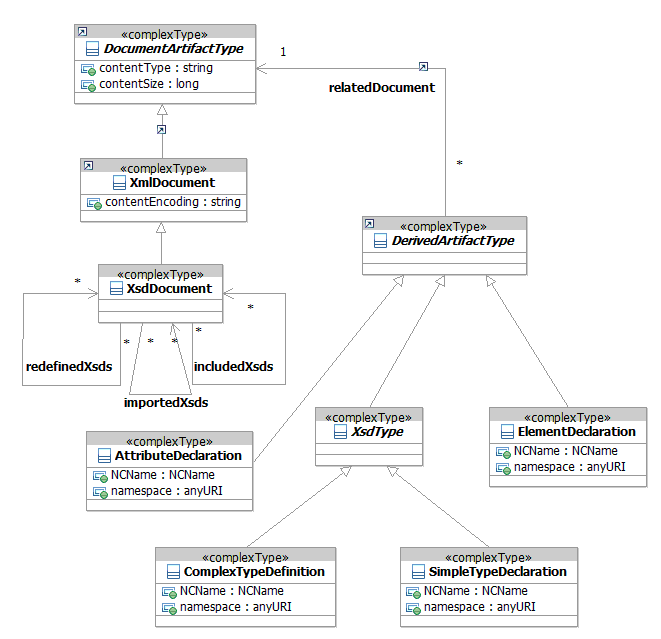 «complexType»
DocumentArtifactType
contentType : string
contentSize : long
1
relatedDocument
*
«complexType»
XmlDocument
contentEncoding : string
«complexType»
DerivedArtifactType
«complexType»
XsdDocument
*
*
*
*
*
*
redefinedXsds
includedXsds
importedXsds
«complexType»
XsdType
«complexType»
ElementDeclaration
NCName : NCName
namespace : anyURI
«complexType»
AttributeDeclaration
NCName : NCName
namespace : anyURI
«complexType»
ComplexTypeDefinition
NCName : NCName
namespace : anyURI
«complexType»
SimpleTypeDeclaration
NCName : NCName
namespace : anyURI